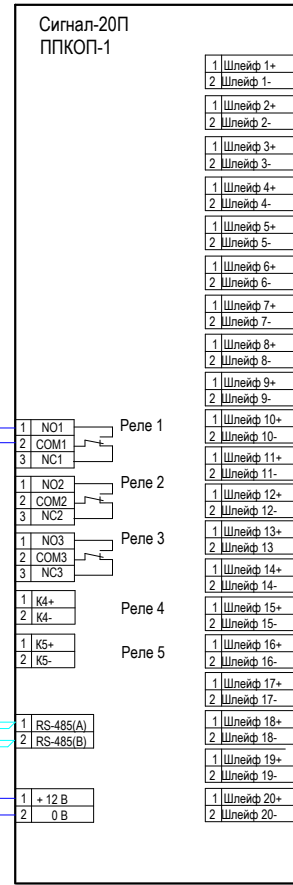 Сигнал-20П
ППКОП-1
1 Шлейф 1+
2 Шлейф 1-
1 Шлейф 2+
2 Шлейф 2-
1 Шлейф 3+
2 Шлейф 3-
1 Шлейф 4+
2 Шлейф 4-
1 Шлейф 5+
2 Шлейф 5-
1 Шлейф 6+
2 Шлейф 6-
1 Шлейф 7+
2 Шлейф 7-
1 Шлейф 8+
2 Шлейф 8-
1 Шлейф 9+
2 Шлейф 9-
1 Шлейф 10+
2 Шлейф 10-
1 Шлейф 11+
2 Шлейф 11-
1 Шлейф 12+
2 Шлейф 12-
1 Шлейф 13+
2 Шлейф 13
1 Шлейф 14+
2 Шлейф 14-
1 Шлейф 15+
2 Шлейф 15-
1 Шлейф 16+
2 Шлейф 16-
1 Шлейф 17+
2 Шлейф 17-
1 Шлейф 18+
2 Шлейф 18-
1 Шлейф 19+
2 Шлейф 19-
1 Шлейф 20+
2 Шлейф 20-
1 NO1
2 COM1
3 NC1
Реле 1
1 NO2
2 COM2
3 NC2
Реле 2
1 NO3
2 COM3
3 NC3
Реле 3
1 К4+
2 К4-
Реле 4
1 К5+
2 К5-
Реле 5
1 RS-485(A)
2 RS-485(B)
1 + 12 В
2 0 В